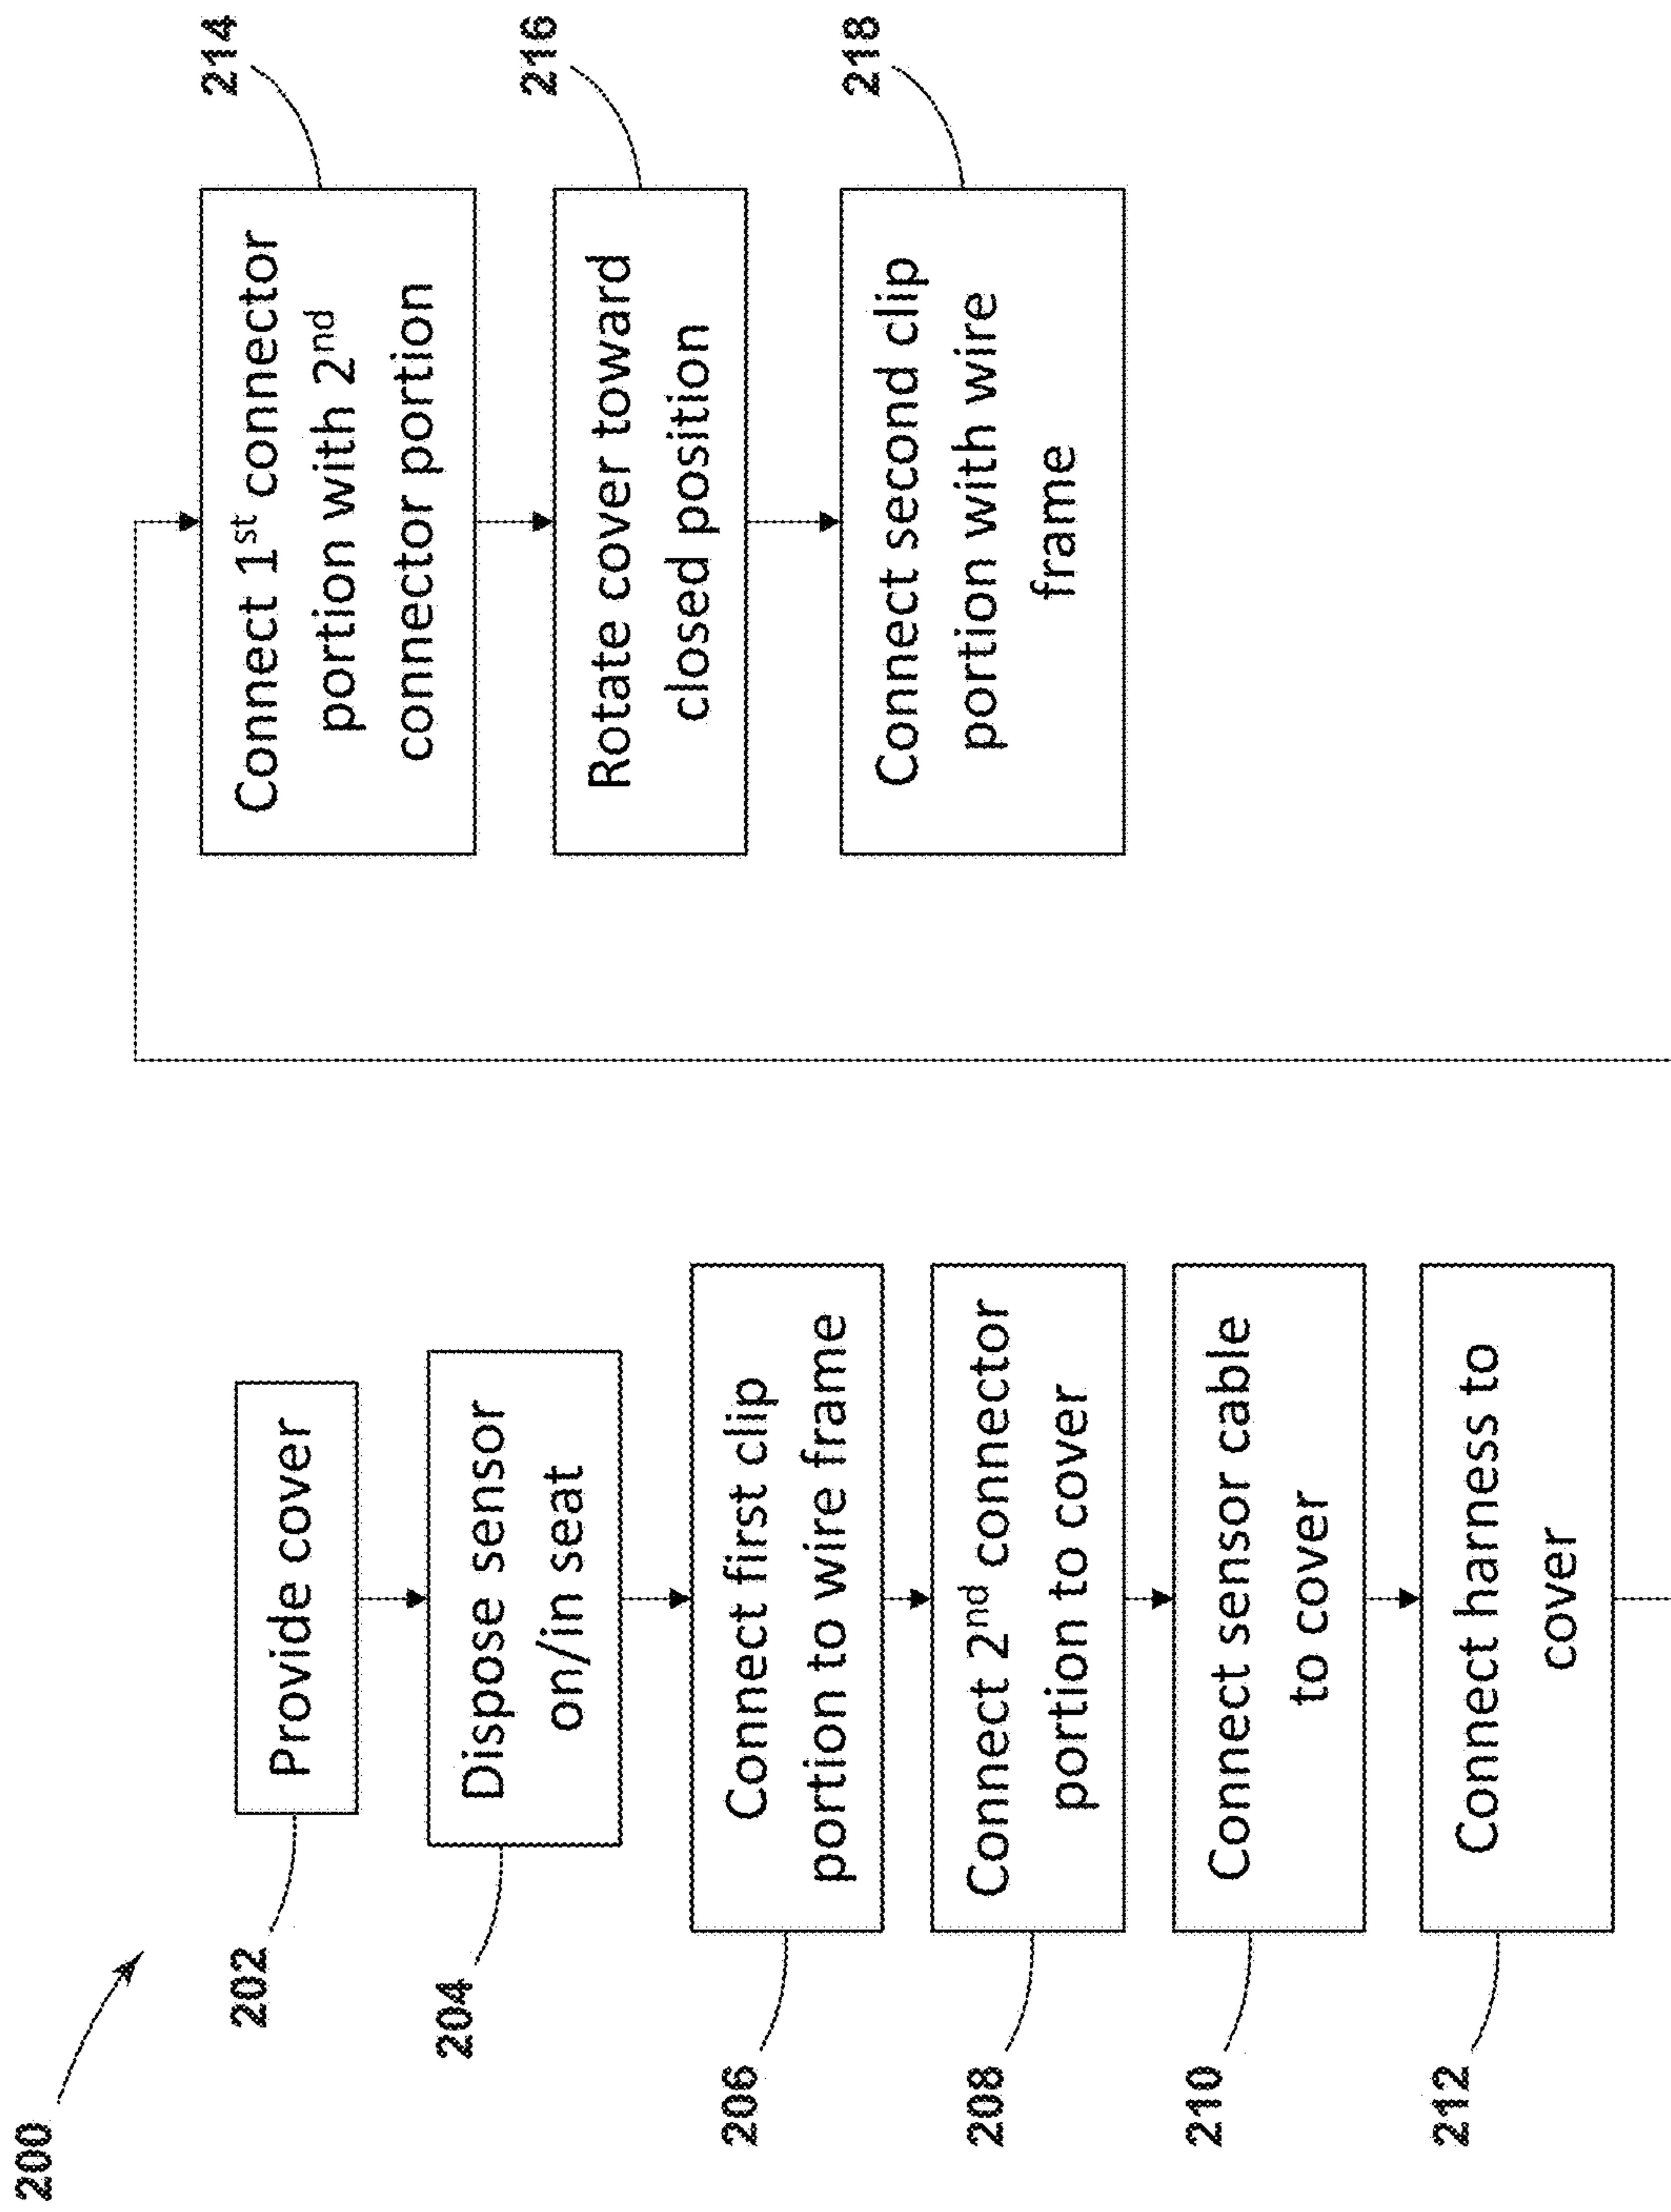 200
202
Provide cover
204
Dispose sensor
on/in seat
206
Connect first clip
portion to wire frame
208
Connect 2nd connector
portion to cover
210
Connect sensor cable
to cover
212
Connect harness to
cover
214
Connect 1st connector
portion with 2nd
connector portion
216
Rotate cover toward
closed position
218
Connect second clip
portion with wire
frame